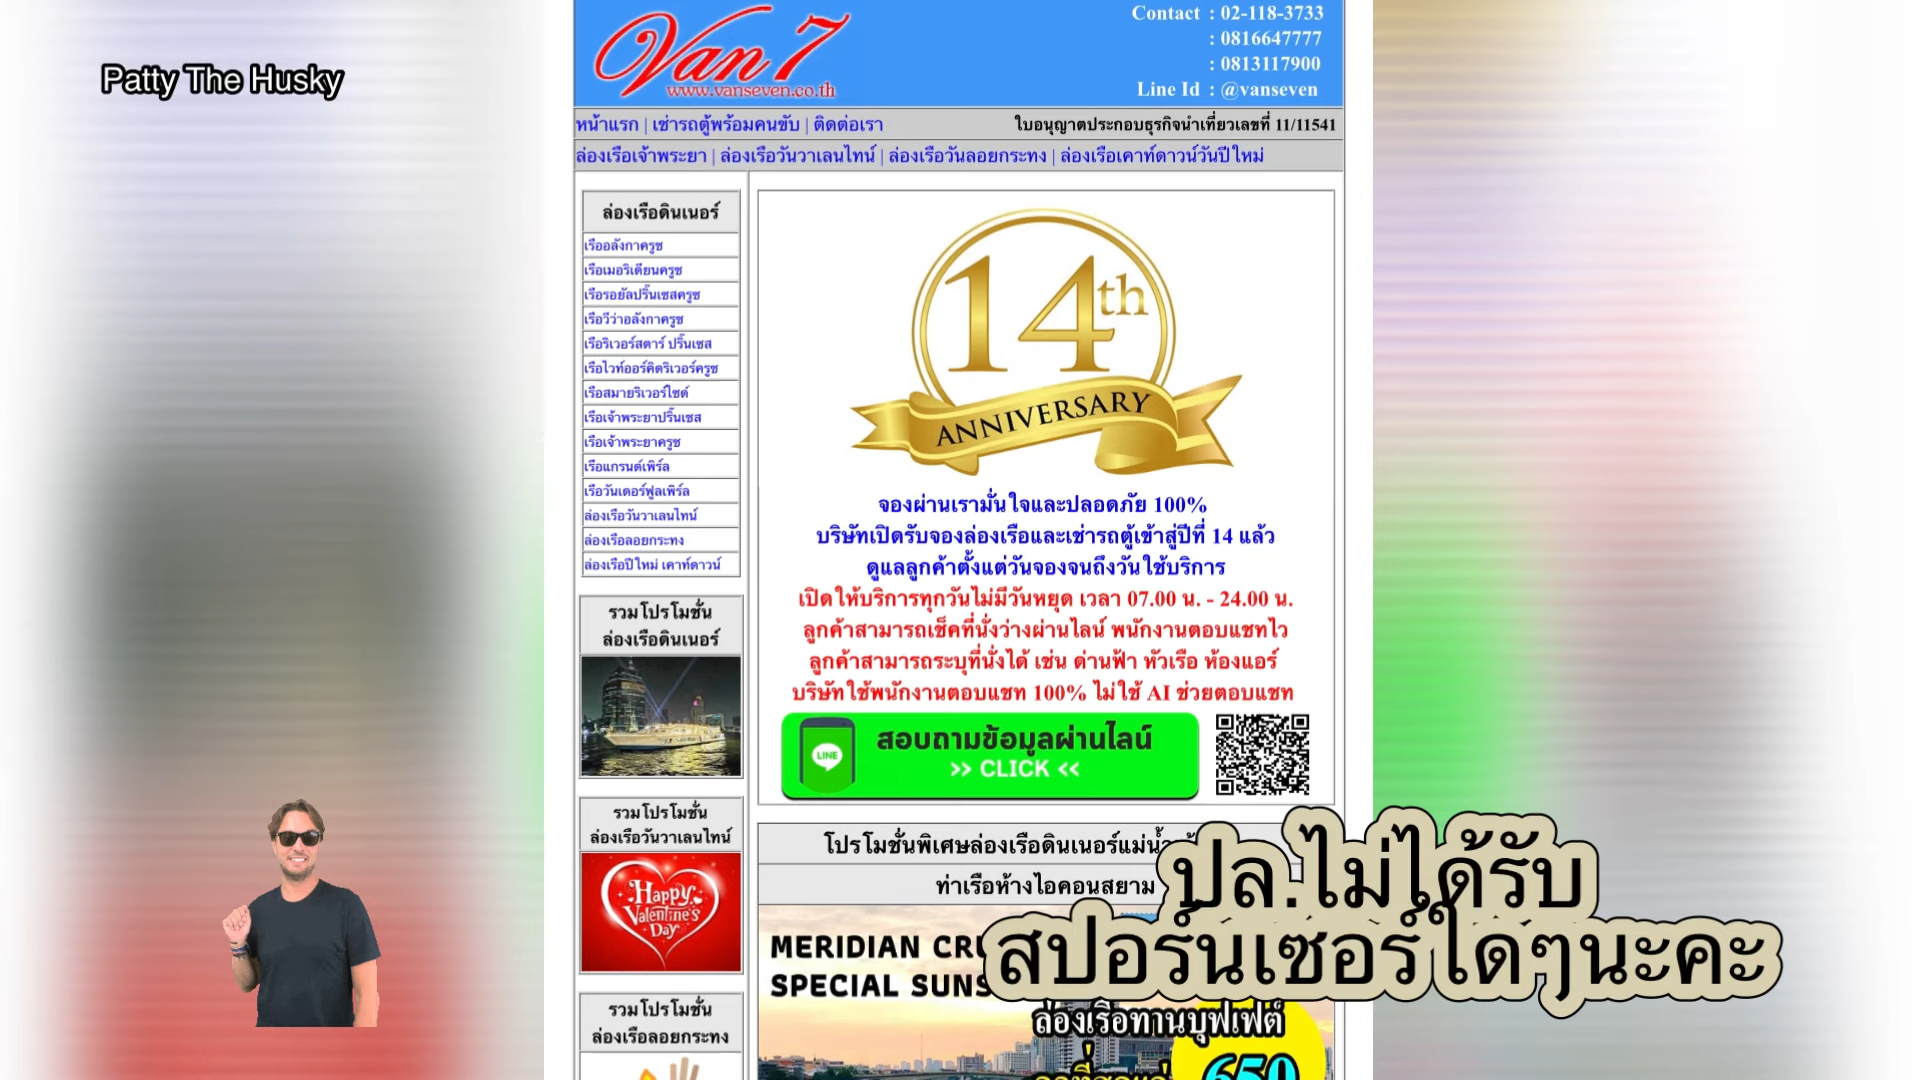 Patty The Husky
Van 7
www.vanseven.co.th
Contact : 02-118-3733
: 0816647777
: 0813117900
Line Id : @vanseven
หน้าแรก | เช่ารถตู้พร้อมคนขับ | ติดต่อเรา
ใบอนุญาตประกอบธุรกิจนำเที่ยวเลขที่ 11/11541
ล่องเรือเจ้าพระยา | ล่องเรือวันวาเลนไทน์ | ล่องเรือวันลอยกระทง | ล่องเรือเคาท์ดาวน์วันปีใหม่
ล่องเรือดินเนอร์
เรืออลังกาครูซ
เรือเมอริเดียนครูซ
เรือรอยัลปริ๊นเซสครูซ
เรือวีว่าอลังกาครูซ
เรือริเวอร์สตาร์ ปริ๊นเซส
เรือไวท์ออร์คิดริเวอร์ครูซ
เรือสมายริเวอร์ไซด์
เรือเจ้าพระยาปริ๊นเซส
เรือเจ้าพระยาครูซ
เรือแกรนด์เพิร์ล
เรือวันเดอร์ฟูลเพิร์ล
ล่องเรือวันวาเลนไทน์
ล่องเรือลอยกระทง
ล่องเรือปีใหม่ เคาท์ดาวน์
รวมโปรโมชั่น
ล่องเรือดินเนอร์
รวมโปรโมชั่น
ล่องเรือวันวาเลนไทน์
Happy
Valentine's
Day
รวมโปรโมชั่น
ล่องเรือลอยกระทง
14th
ANNIVERSARY
จองผ่านเรามั่นใจและปลอดภัย 100%
บริษัทเปิดรับจองล่องเรือและเช่ารถตู้เข้าสู่ปีที่ 14 แล้ว
ดูแลลูกค้าตั้งแต่วันจองจนถึงวันใช้บริการ
เปิดให้บริการทุกวันไม่มีวันหยุด เวลา 07.00 น. - 24.00 น.
ลูกค้าสามารถเช็คที่นั่งว่างผ่านไลน์ พนักงานตอบแชทไว
ลูกค้าสามารถระบุที่นั่งได้ เช่น ด่านฟ้า หัวเรือ ห้องแอร์
บริษัทใช้พนักงานตอบแชท 100% ไม่ใช้ AI ช่วยตอบแชท
LINE
สอบถามข้อมูลผ่านไลน์
>> CLICK <<
โปรโมชั่นพิเศษล่องเรือดินเนอร์แม่น้ำ
ท่าเรือห้างไอคอนสยาม
MERIDIAN
SPECIAL
ล่องเรือทานบุฟเฟต์
650
ปล.ไม่ได้รับ
สปอร์นเซอร์ใดๆนะคะ